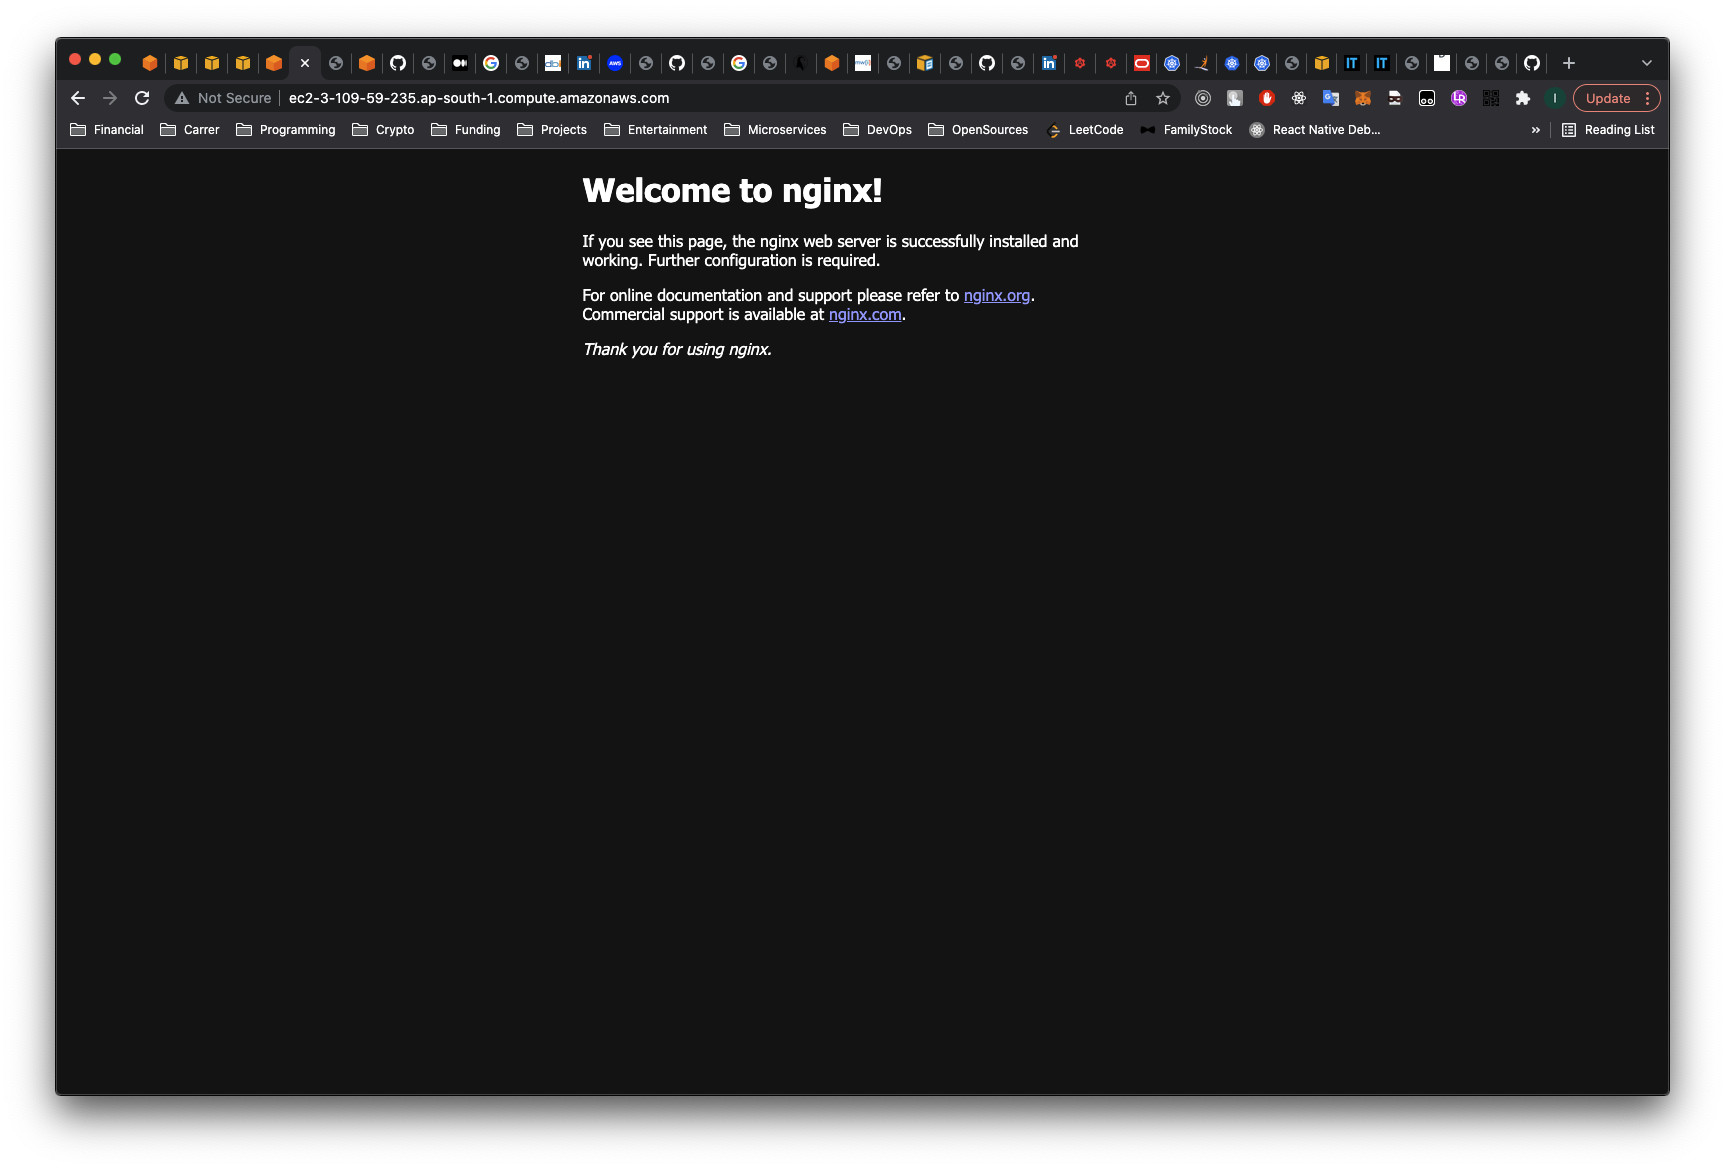 Not Secure
ec2-3-109-59-235.ap-south-1.compute.amazonaws.com
Update
Financial
Carrer
Programming
Crypto
Funding
Projects
Entertainment
Microservices
DevOps
OpenSources
LeetCode
FamilyStock
React Native Deb...
»
Reading List
Welcome to nginx!
If you see this page, the nginx web server is successfully installed and
working. Further configuration is required.
For online documentation and support please refer to nginx.org.
Commercial support is available at nginx.com.
Thank you for using nginx.